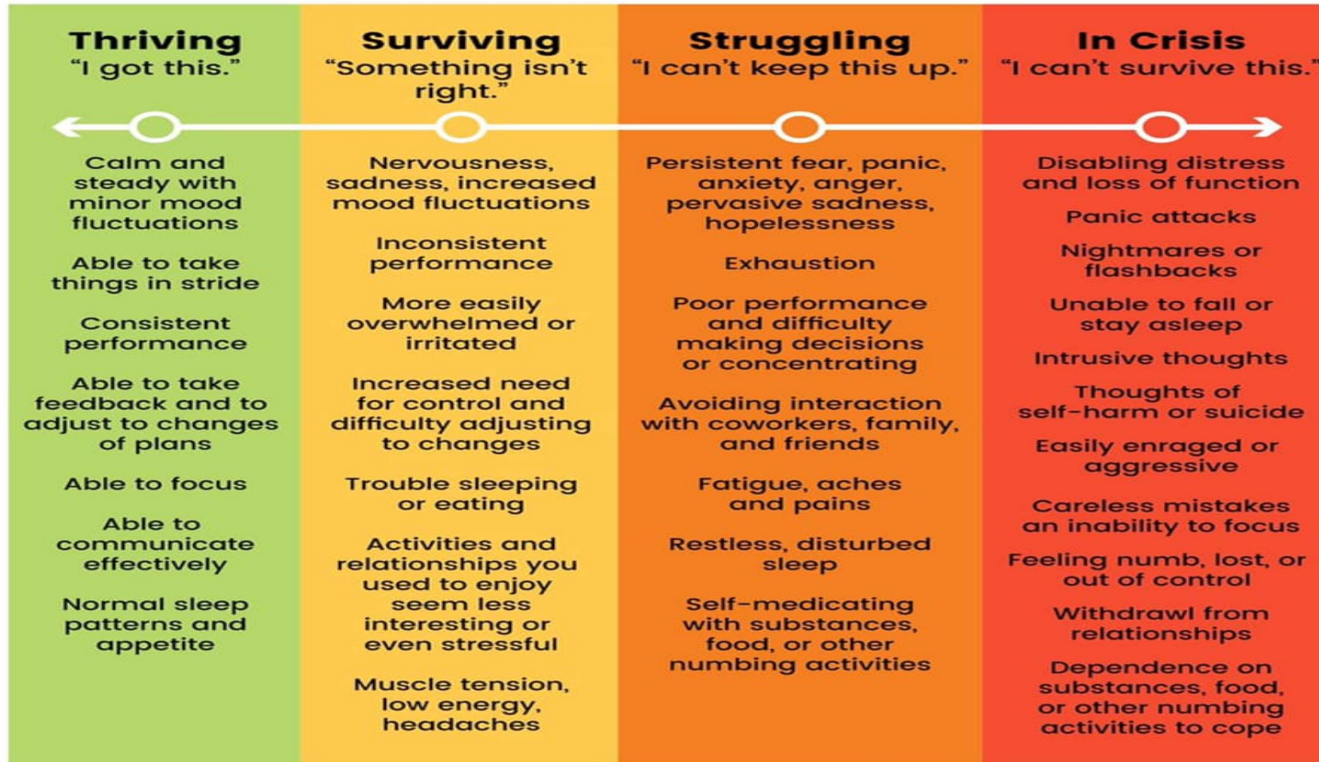 Thriving
“I got this.”
Calm and
steady with
minor mood
fluctuations
Able to take
things in stride
Consistent
performance
Able to take
feedback and to
adjust to changes
of plans
Able to focus
Able to
communicate
effectively
Normal sleep
patterns and
appetite
Surviving
“Something isn’t
right.”
Nervousness,
sadness, increased
mood fluctuations
Inconsistent
performance
More easily
overwhelmed or
irritated
Increased need
for control and
difficulty adjusting
to changes
Trouble sleeping
or eating
Activities and
relationships you
used to enjoy
seem less
interesting or
even stressful
Muscle tension,
low energy,
headaches
Struggling
“I can’t keep this up.”
Persistent fear, panic,
anxiety, anger,
pervasive sadness,
hopelessness
Exhaustion
Poor performance
and difficulty
making decisions
or concentrating
Avoiding interaction
with coworkers, family,
and friends
Fatigue, aches
and pains
Restless, disturbed
sleep
Self-medicating
with substances,
food, or other
numbing activities
In Crisis
“I can’t survive this.”
Disabling distress
and loss of function
Panic attacks
Nightmares or
flashbacks
Unable to fall or
stay asleep
Intrusive thoughts
Thoughts of
self-harm or suicide
Easily enraged or
aggressive
Careless mistakes
an inability to focus
Feeling numb, lost, or
out of control
Withdrawl from
relationships
Dependence on
substances, food,
or other numbing
activities to cope